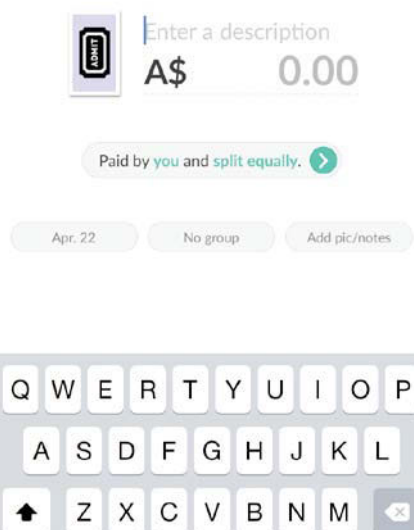 Enter a description
ADMIT
A$ 0.00
Paid by you and split equally.
Apr. 22 No group Add pic/notes
Q W E R T Y U I O P
A S D F G H J K L
Z X C V B N M